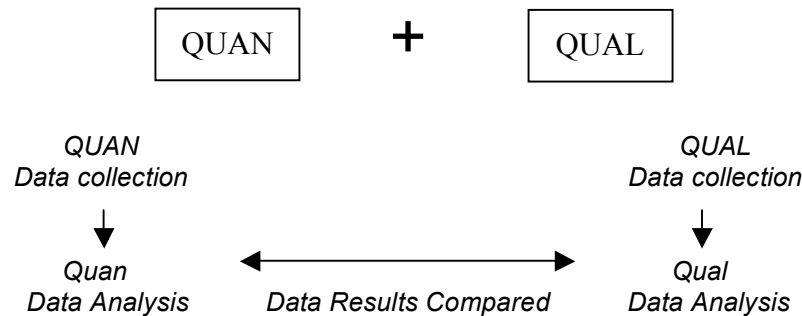 QUAN + QUAL
QUAN
Data collection
QUAL
Data collection
Quan
Data Analysis
Data Results Compared
Qual
Data Analysis